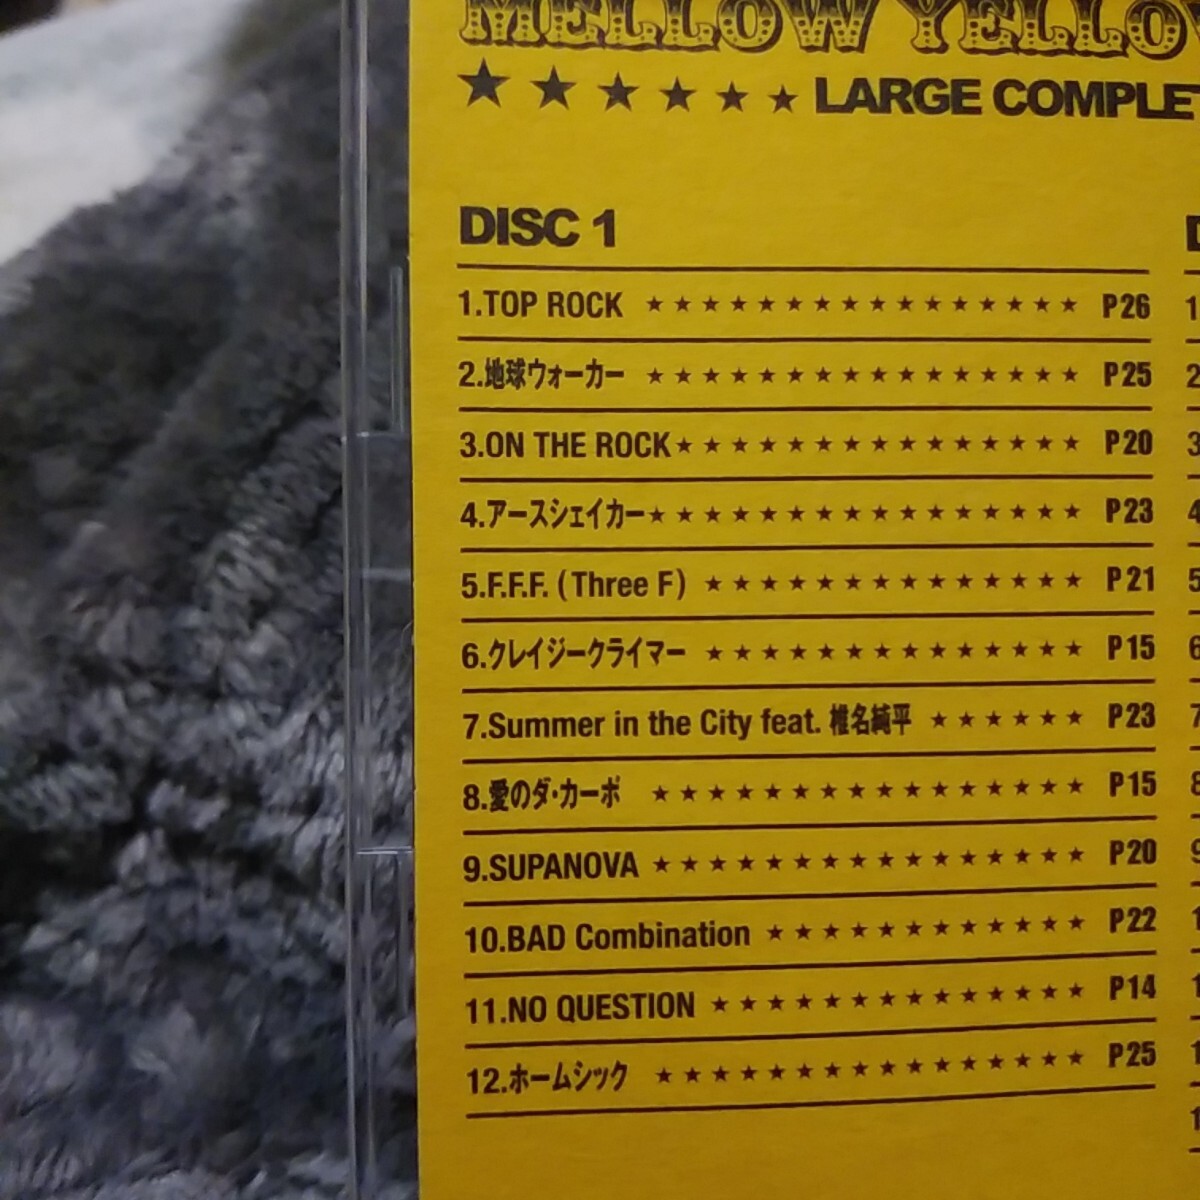 MELLOW YELLOW
★★★★★★ LARGE COMPLE
DISC 1
1.TOP ROCK ★★★★★★★★★★★★★★★★ P26
2.地球ウォーカー ★★★★★★★★★★★★★★★★ P25
3.ON THE ROCK★★★★★★★★★★★★★★★ P20
4.アースシェイカー★★★★★★★★★★★★★★★★ P23
5.F.F.F. (Three F) ★★★★★★★★★★★★★★ P21
6.クレイジークライマー ★★★★★★★★★★★★★★ P15
7.Summer in the City feat. 椎名純平 ★★★★★★ P23
8.愛のダ・カーポ ★★★★★★★★★★★★★★★★ P15
9.SUPANOVA ★★★★★★★★★★★★★★★★ P20
10.BAD Combination ★★★★★★★★★★★★ P22
11.NO QUESTION ★★★★★★★★★★★★★★ P14
12.ホームシック ★★★★★★★★★★★★★★★★ P25